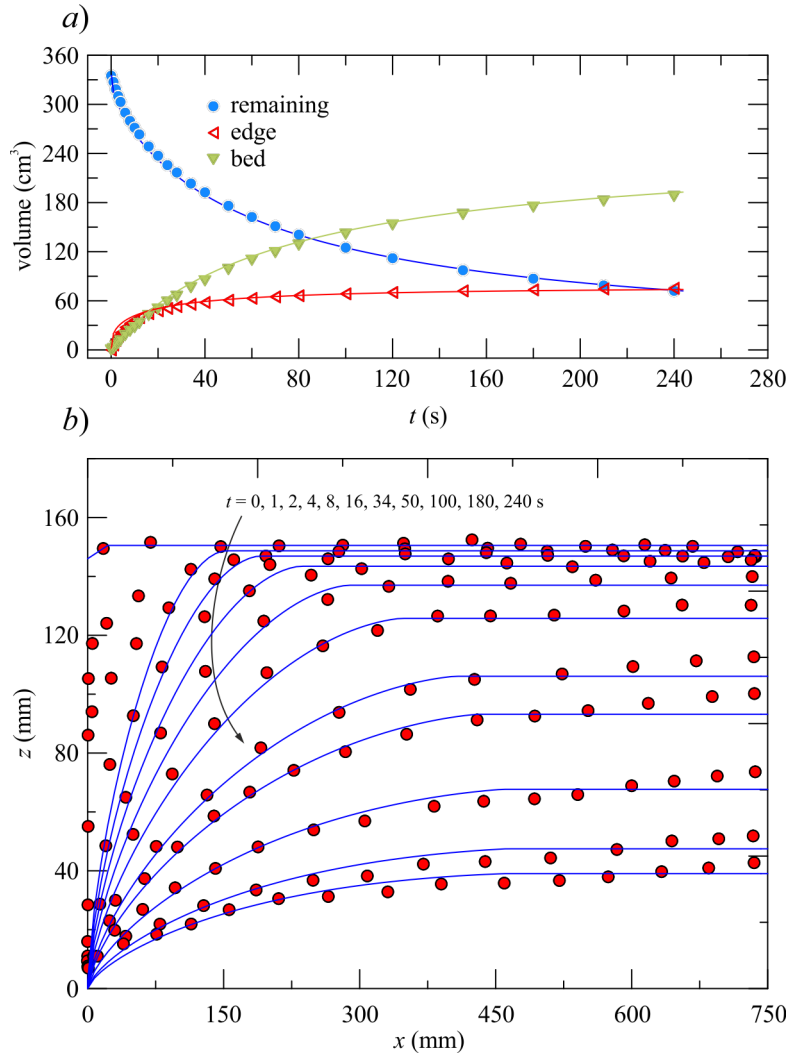 a)
360
300
240
180
120
60
0
volume (cm³)
remaining
edge
bed
0 40 80 120 160 200 240 280
t (s)
b)
160
120
80
40
0
z (mm)
t = 0, 1, 2, 4, 8, 16, 34, 50, 100, 180, 240 s
0 150 300 450 600 750
x (mm)